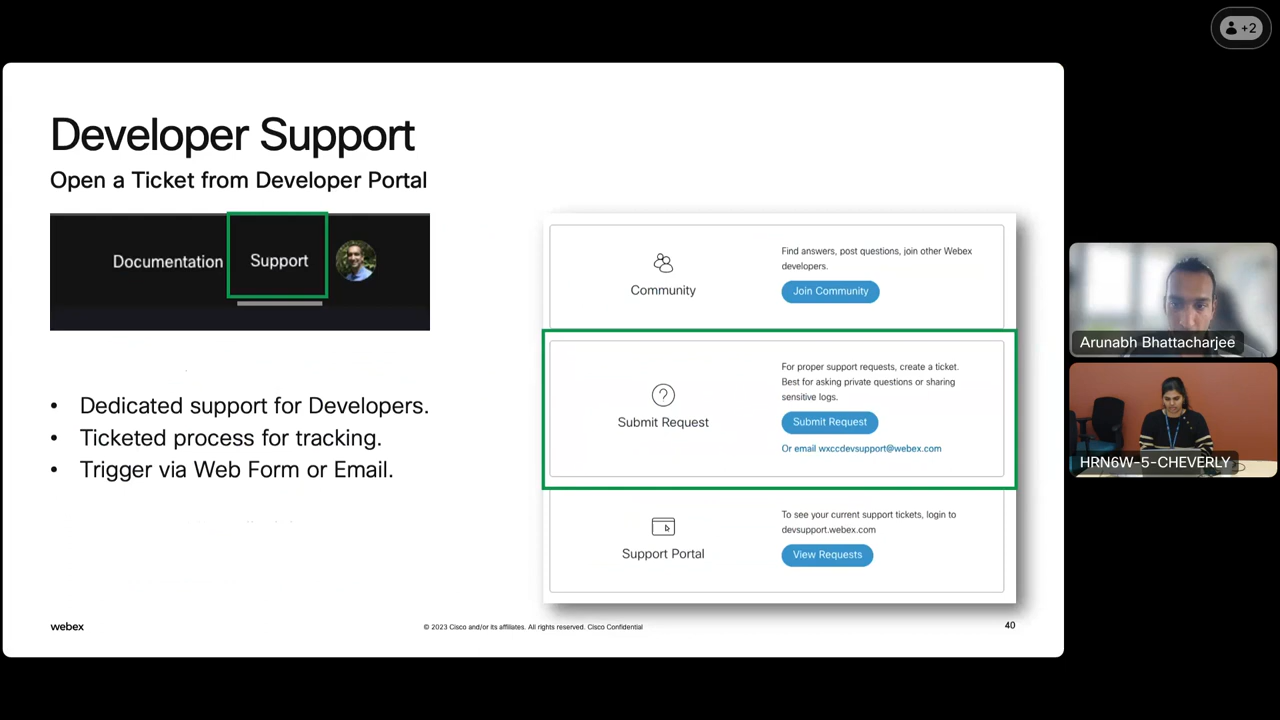 +2
Developer Support
Open a Ticket from Developer Portal
Documentation
Support
• Dedicated support for Developers.
• Ticketed process for tracking.
• Trigger via Web Form or Email.
Community
Find answers, post questions, join other Webex
developers.
Join Community
Submit Request
For proper support requests, create a ticket.
Best for asking private questions or sharing
sensitive logs.
Submit Request
Or email wxccdevsupport@webex.com
Support Portal
To see your current support tickets, login to
devsupport.webex.com
View Requests
webex
© 2023 Cisco and/or its affiliates. All rights reserved. Cisco Confidential
40
Arunabh Bhattacharjee
HRN6W-5-CHEVERLY